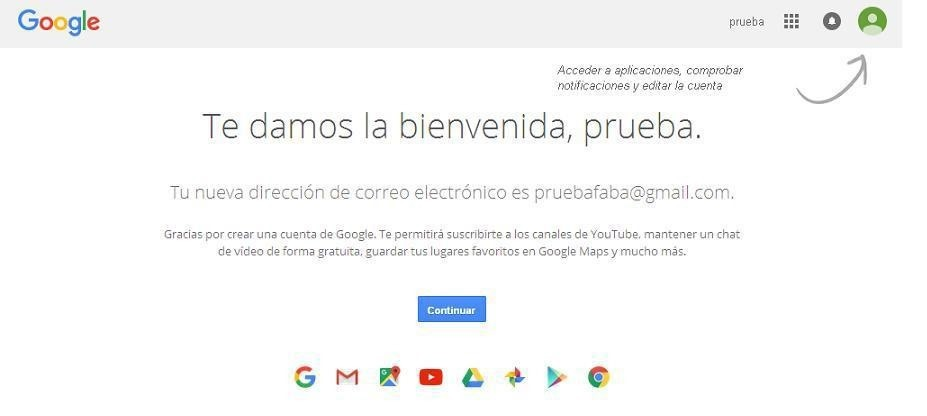 Google
prueba
Acceder a aplicaciones, comprobar
notificaciones y editar la cuenta
Te damos la bienvenida, prueba.
Tu nueva dirección de correo electrónico es pruebafaba@gmail.com.
Gracias por crear una cuenta de Google. Te permitirá suscribirte a los canales de YouTube, mantener un chat
de vídeo de forma gratuita, guardar tus lugares favoritos en Google Maps y mucho más.
Continuar